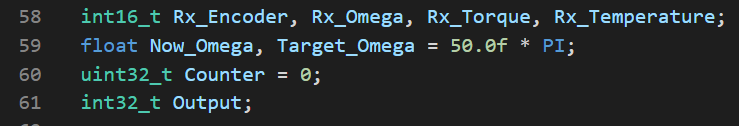 58 int16_t Rx_Encoder, Rx_Omega, Rx_Torque, Rx_Temperature;
59 float Now_Omega, Target_Omega = 50.0f * PI;
60 uint32_t Counter = 0;
61 int32_t Output;